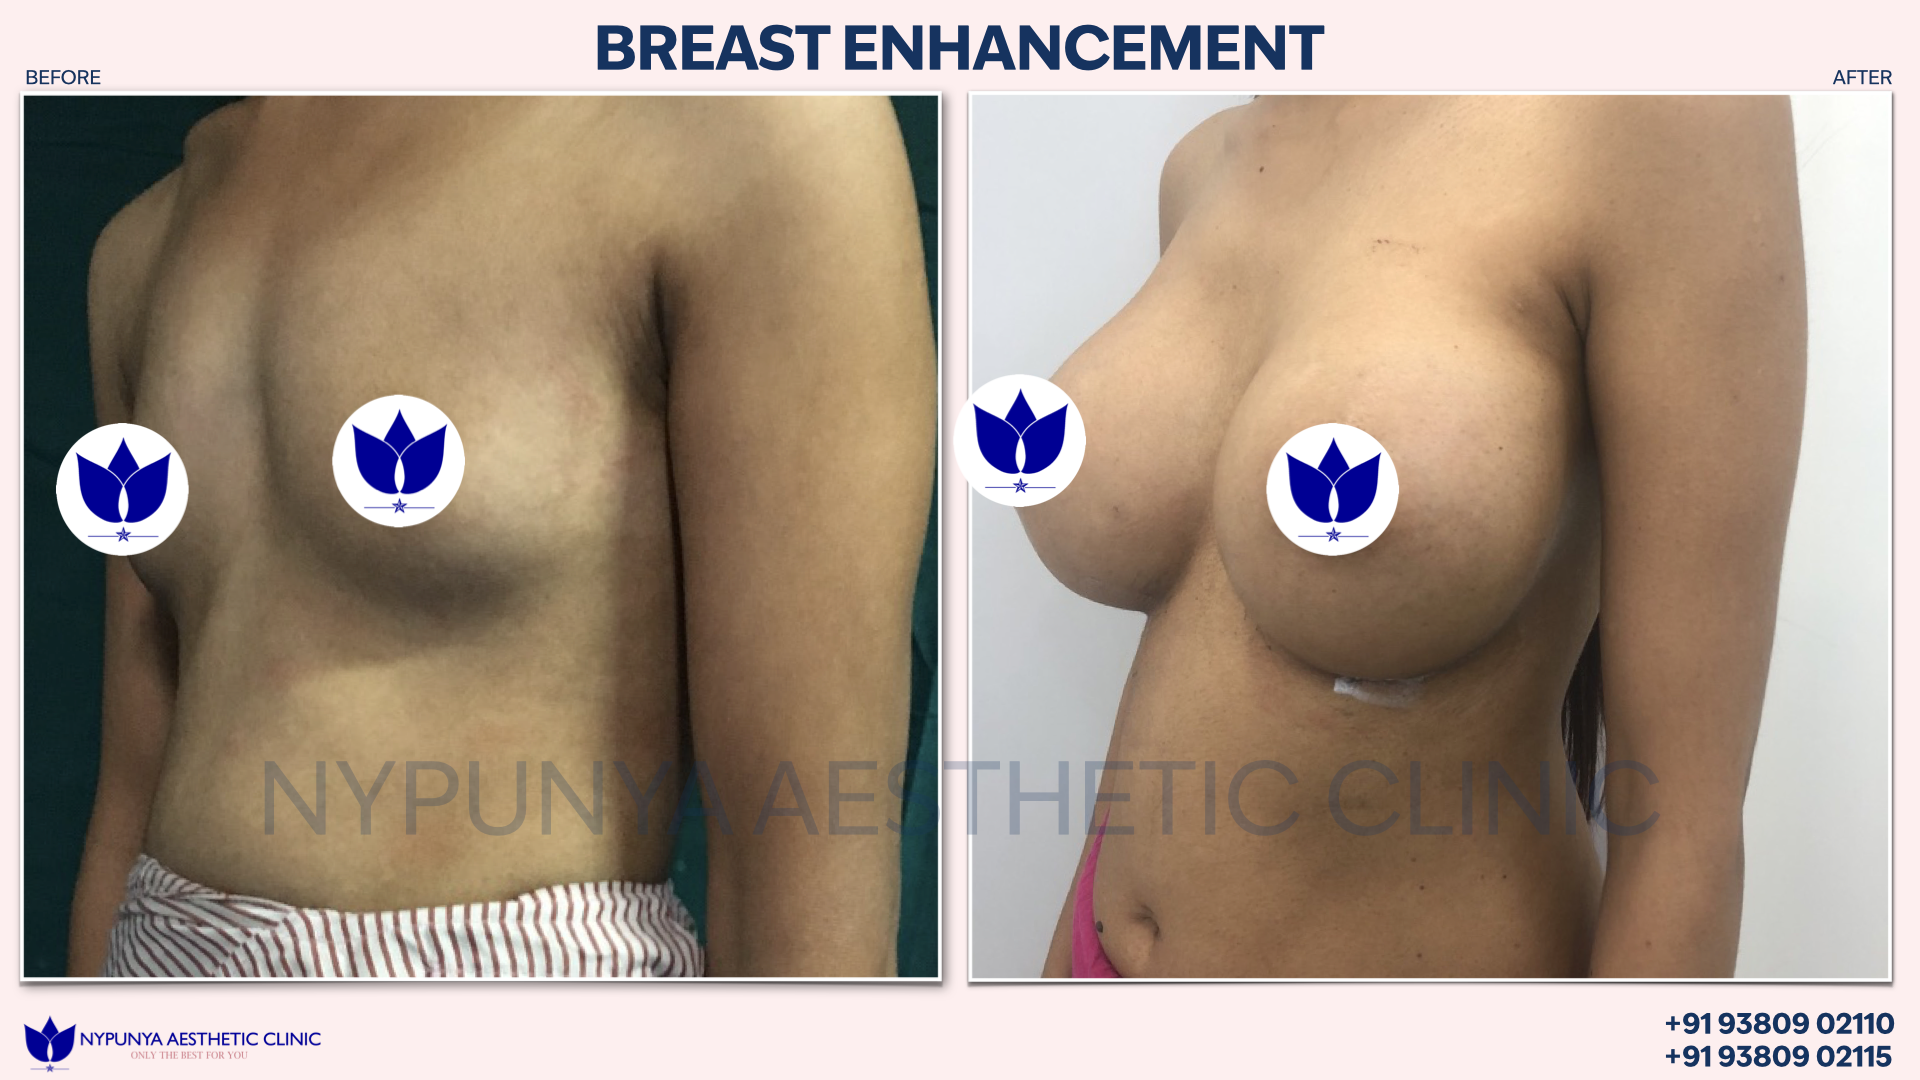 BREAST ENHANCEMENT
BEFORE
AFTER
NYPUNYA AESTHETIC CLINIC
NYPUNYA AESTHETIC CLINIC
ONLY THE BEST FOR YOU
+91 93809 02110
+91 93809 02115